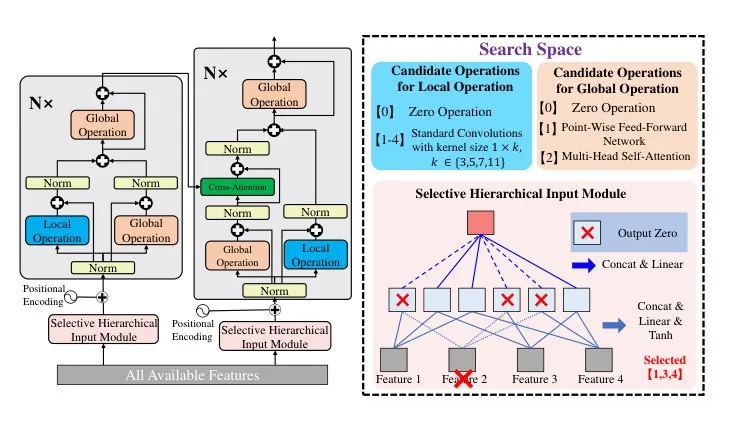 N×
Global
Operation
Norm
Norm
Local
Operation
Global
Operation
Norm
Positional
Encoding
Selective Hierarchical
Input Module
N×
Global
Operation
Norm
Cross-Attention
Norm
Norm
Global
Operation
Local
Operation
Norm
Positional
Encoding
Selective Hierarchical
Input Module
All Available Features
Search Space
Candidate Operations
for Local Operation
【0】 Zero Operation
【1-4】 Standard Convolutions
with kernel size 1 × k,
k ∈ {3,5,7,11}
Candidate Operations
for Global Operation
【0】 Zero Operation
【1】 Point-Wise Feed-Forward
Network
【2】 Multi-Head Self-Attention
Selective Hierarchical Input Module
Output Zero
Concat & Linear
Concat &
Linear &
Tanh
Selected
【1,3,4】
Feature 1 Feature 2 Feature 3 Feature 4